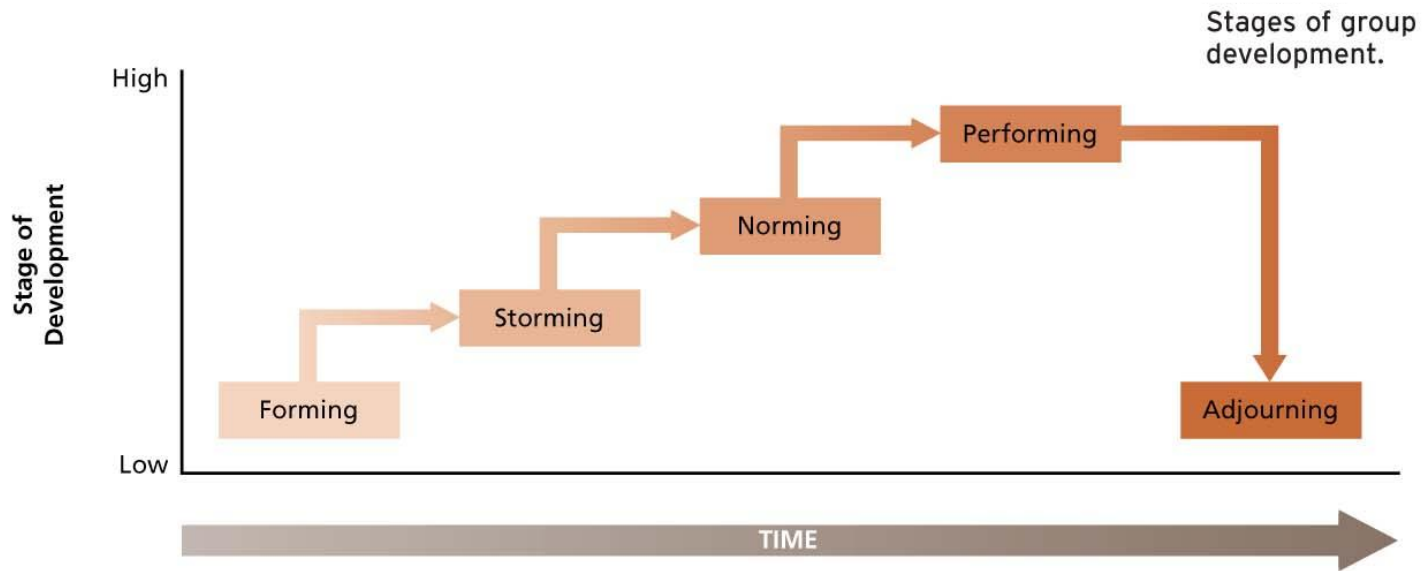 Stages of group
development.
High
Performing
Norming
Stage of
Development
Storming
Forming
Adjourning
Low
TIME